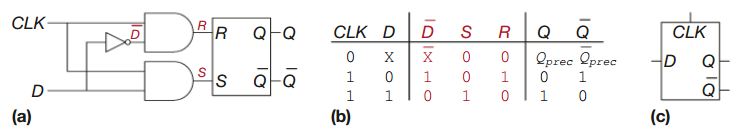 CLK
D̅
R
R Q Q
D
S
S Q̅ Q̅
(a)
CLK D D̅ S R Q Q̅
0 X X̅ 0 0 Qprec Q̅prec
1 0 1 0 1 0 1
1 1 0 1 0 1 0
(b)
CLK
D Q
Q̅
(c)